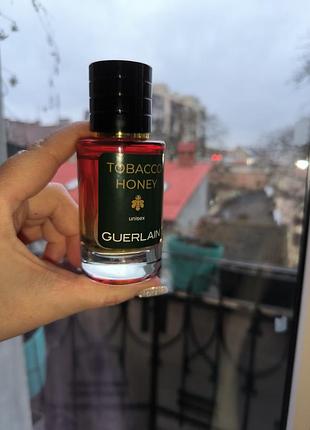 TOBACCO
HONEY
unisex
GUERLAIN